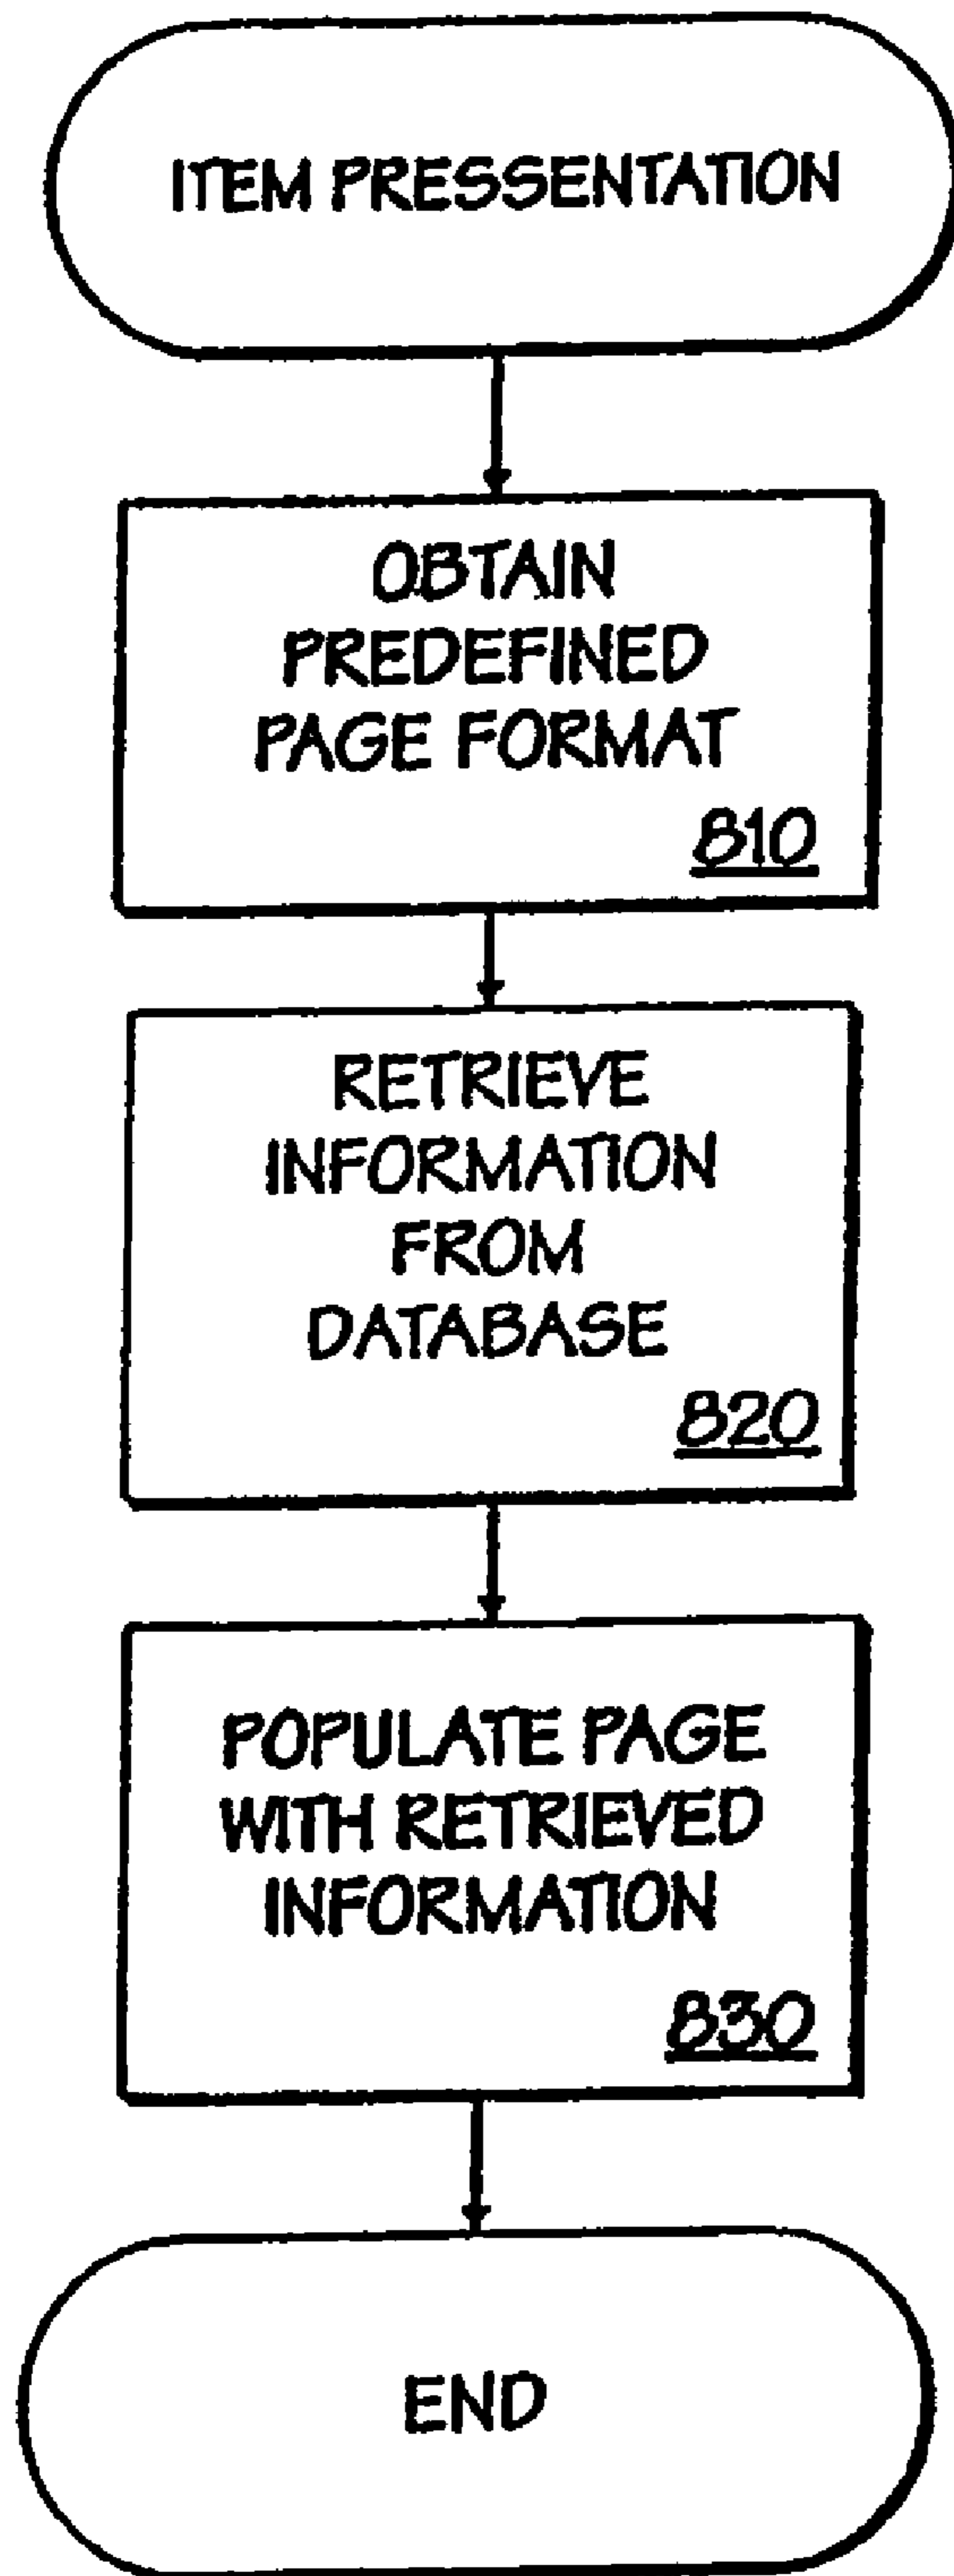 ITEM PRESSENTATION
OBTAIN
PREDEFINED
PAGE FORMAT
810
RETRIEVE
INFORMATION
FROM
DATABASE
820
POPULATE PAGE
WITH RETRIEVED
INFORMATION
830
END